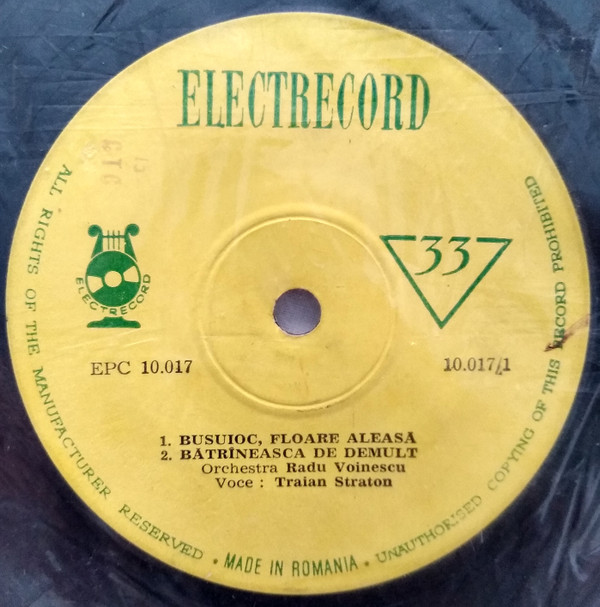 ELECTRECORD
CTC
ELECTRECORD
33
EPC 10.017
10.017/1
1. BUSUIOC, FLOARE ALEASĂ
2. BĂTRÎNEASCA DE DEMULT
Orchestra Radu Voinescu
Voce : Traian Straton
ALL RIGHTS OF THE MANUFACTURER RESERVED • MADE IN ROMANIA • UNAUTHORISED COPYING OF THIS RECORD PROHIBITED